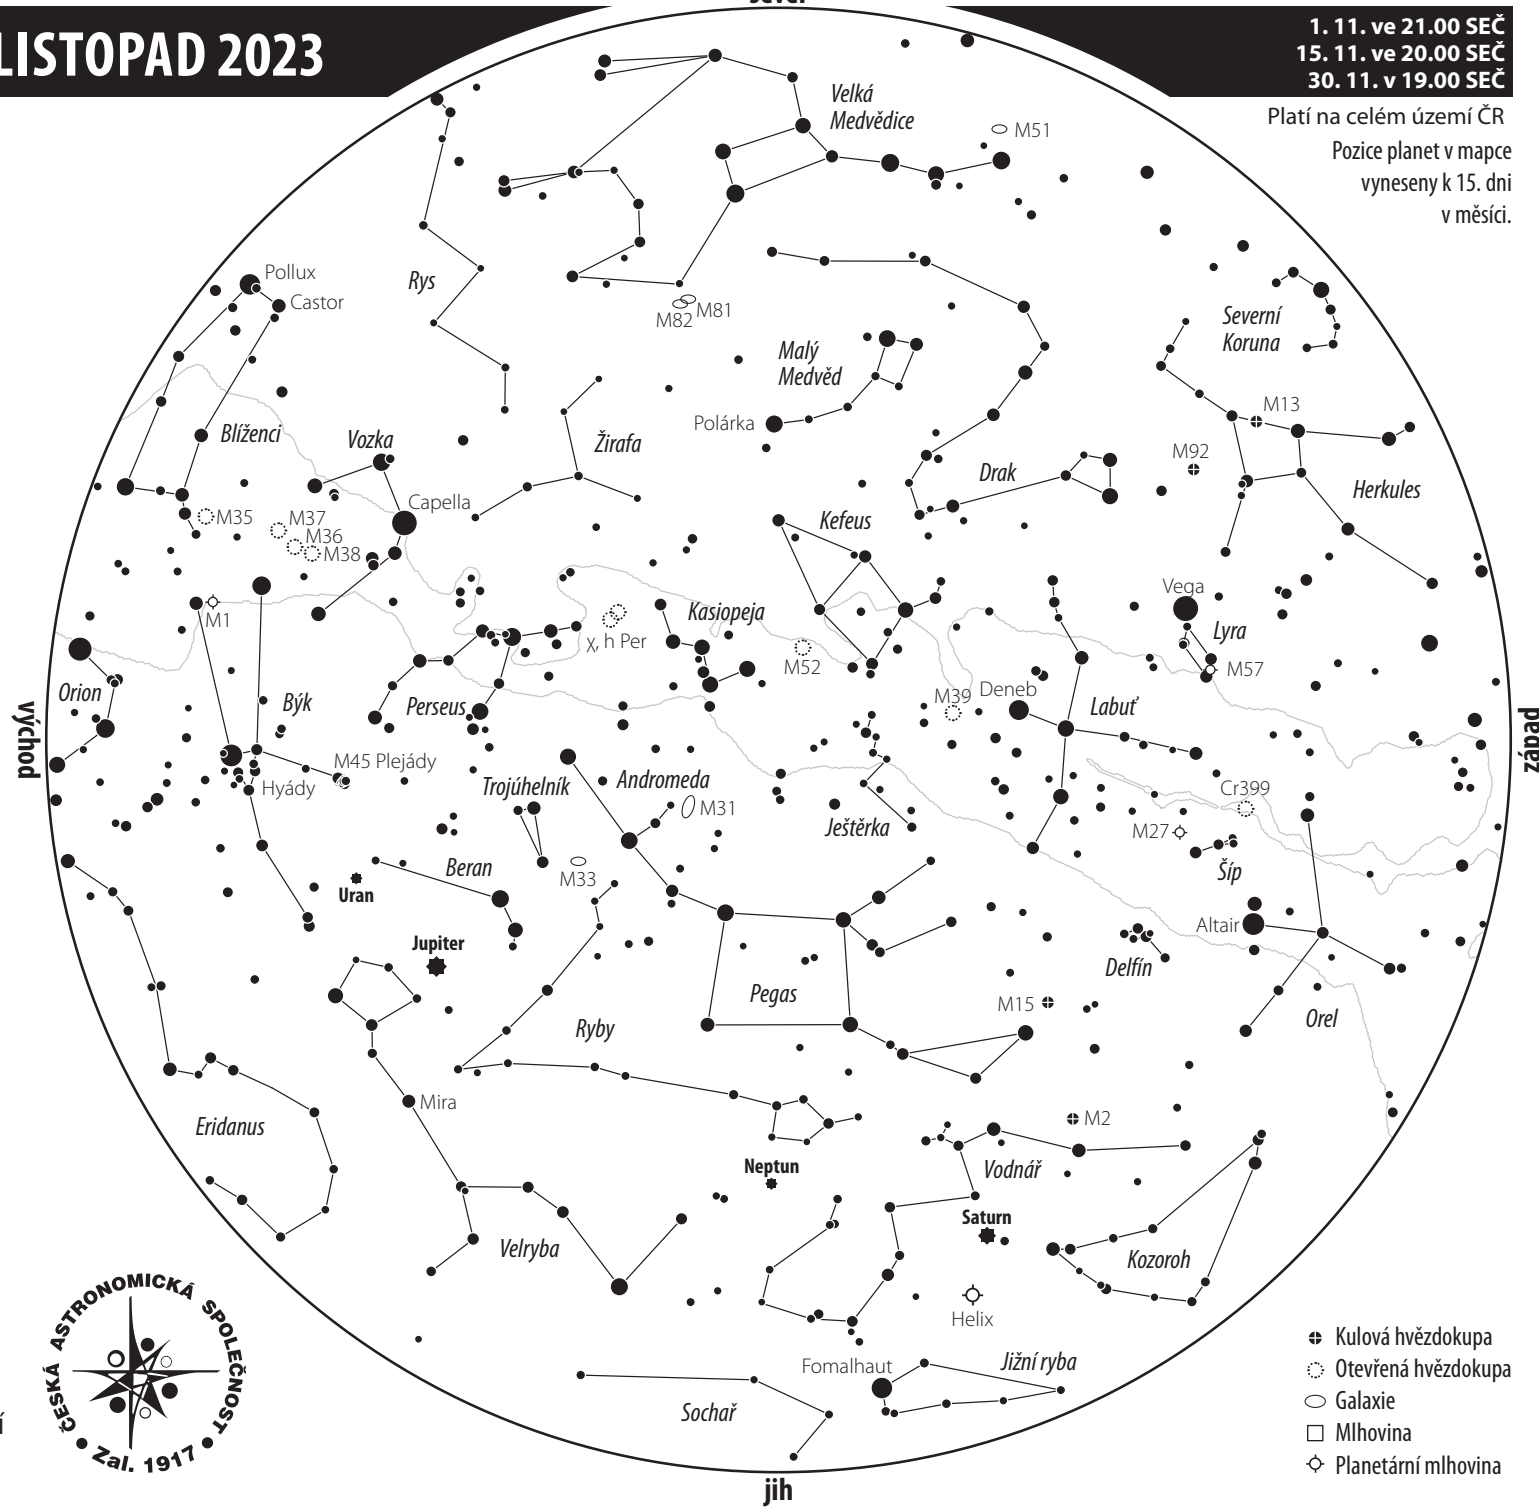 sever
LISTOPAD 2023
1. 11. ve 21.00 SEČ
15. 11. ve 20.00 SEČ
30. 11. v 19.00 SEČ
Platí na celém území ČR
Pozice planet v mapce
vyneseny k 15. dni
v měsíci.
Velká
Medvědice
M51
Rys
Pollux
Castor
M82
M81
Malý
Medvěd
Severní
Koruna
Polárka
M13
Blíženci
Vozka
Žirafa
Drak
M92
Herkules
Capella
M35
M37
M36
M38
Kefeus
M1
χ, h Per
Kasiopeja
Vega
Lyra
M52
M57
Orion
Býk
Perseus
M39
Deneb
Labuť
východ
západ
M45 Plejády
Hyády
Trojúhelník
Andromeda
M31
Ještěrka
Cr399
M27
Šíp
Beran
M33
Uran
Altair
Jupiter
Delfín
Pegas
M15
Ryby
Orel
Mira
Eridanus
M2
Neptun
Vodnář
Saturn
Velryba
Kozoroh
Helix
Fomalhaut
Jižní ryba
Sochař
jih
ČESKÁ ASTRONOMICKÁ SPOLEČNOST
Zal. 1917
í
Kulová hvězdokupa
Otevřená hvězdokupa
Galaxie
Mlhovina
Planetární mlhovina